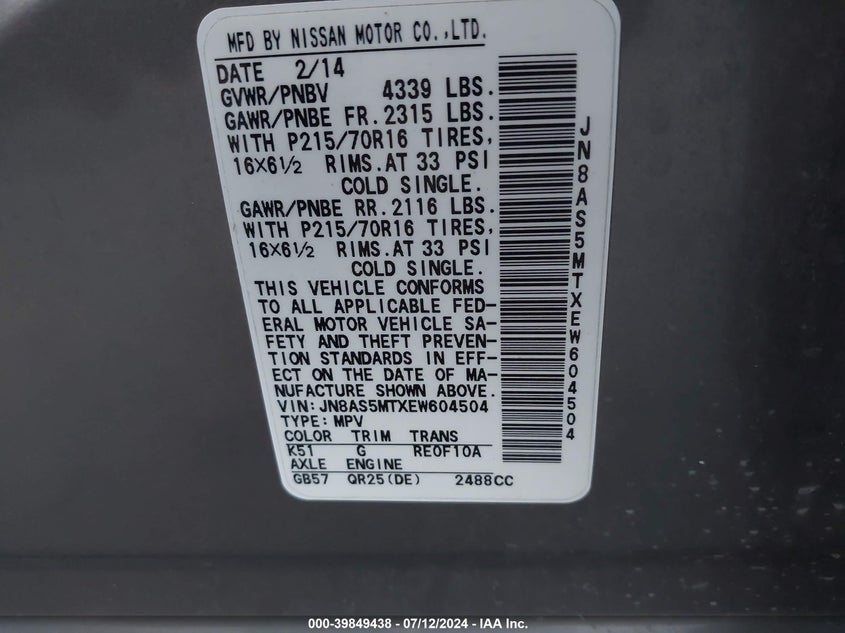 MFD BY NISSAN MOTOR CO.,LTD.
DATE 2/14
GVWR/PNBV 4339 LBS.
GAWR/PNBE FR.2315 LBS.
WITH P215/70R16 TIRES,
16X6½ RIMS.AT 33 PSI
COLD SINGLE.
GAWR/PNBE RR.2116 LBS.
WITH P215/70R16 TIRES,
16X6½ RIMS.AT 33 PSI
COLD SINGLE.
THIS VEHICLE CONFORMS
TO ALL APPLICABLE FED-
ERAL MOTOR VEHICLE SA-
FETY AND THEFT PREVEN-
TION STANDARDS IN EFF-
ECT ON THE DATE OF MA-
NUFACTURE SHOWN ABOVE.
VIN:JN8AS5MTXEW604504
TYPE:MPV
COLOR TRIM TRANS
K51 G RE0F10A
AXLE ENGINE
GB57 QR25(DE) 2488CC
JN8AS5MTXEW604504
000-39849438 - 07/12/2024 - IAA Inc.